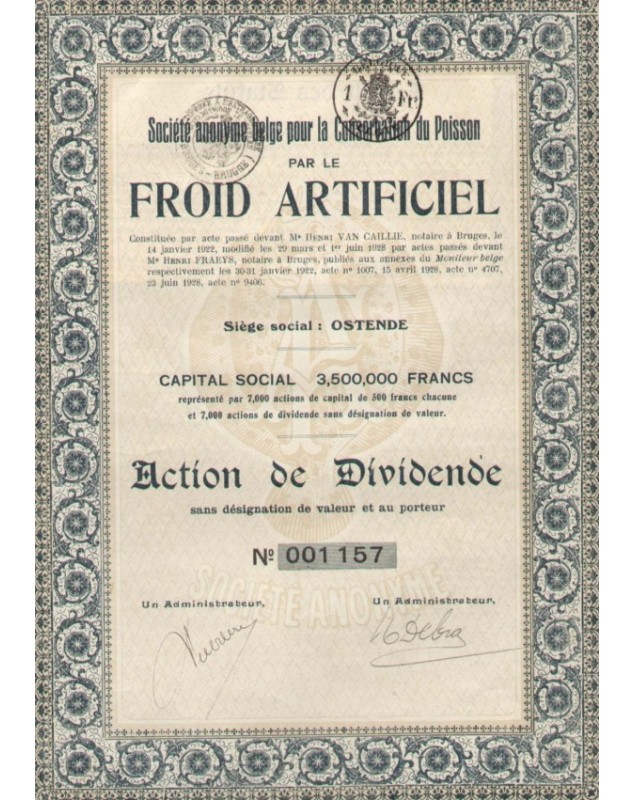 1 Fr
Société anonyme belge pour la Conservation du Poisson
PAR LE
FROID ARTIFICIEL
Constituée par acte passé devant Me HENRI VAN CAILLIE, notaire à Bruges, le
14 janvier 1922, modifié les 29 mars et 1er juin 1928 par actes passés devant
Me HENRI FRAEYS, notaire à Bruges, publiés aux annexes du Moniteur belge
respectivement les 30-31 janvier 1922, acte no 1007, 15 avril 1928, acte no 4707,
23 juin 1928, acte no 9406.
Siège social : OSTENDE
CAPITAL SOCIAL 3,500,000 FRANCS
représenté par 7,000 actions de capital de 500 francs chacune
et 7,000 actions de dividende sans désignation de valeur.
Action de Dividende
sans désignation de valeur et au porteur
No 001157
SOCIÉTÉ ANONYME
Un Administrateur, Un Administrateur,